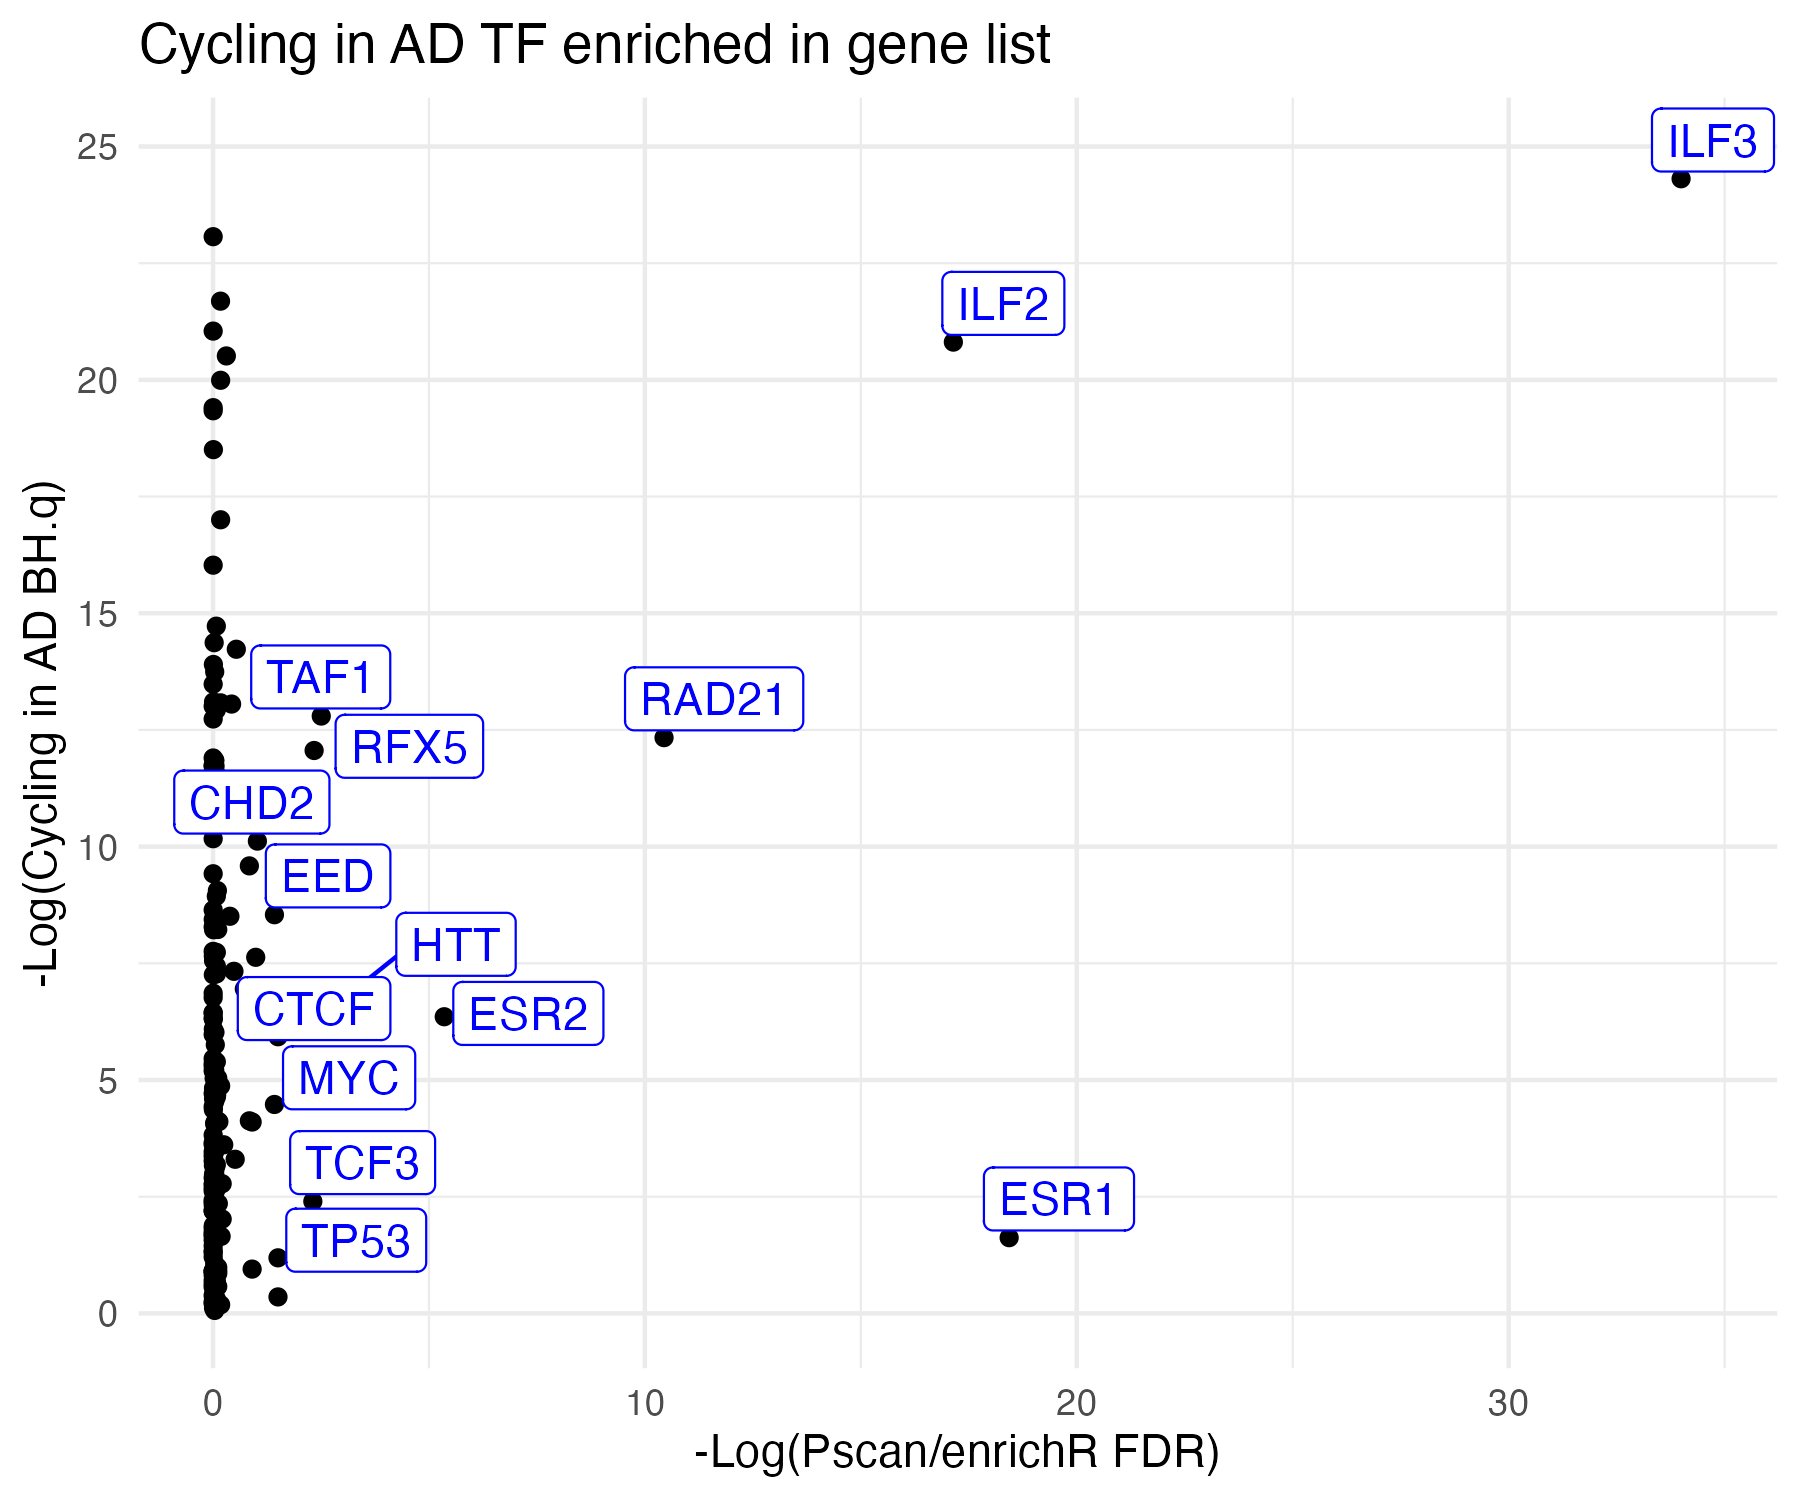 Cycling in AD TF enriched in gene list
-Log(Cycling in AD BH.q)
25
20
15
10
5
0
ILF3
ILF2
TAF1
RAD21
RFX5
CHD2
EED
HTT
CTCF
ESR2
MYC
TCF3
ESR1
TP53
0
10
20
30
-Log(Pscan/enrichR FDR)